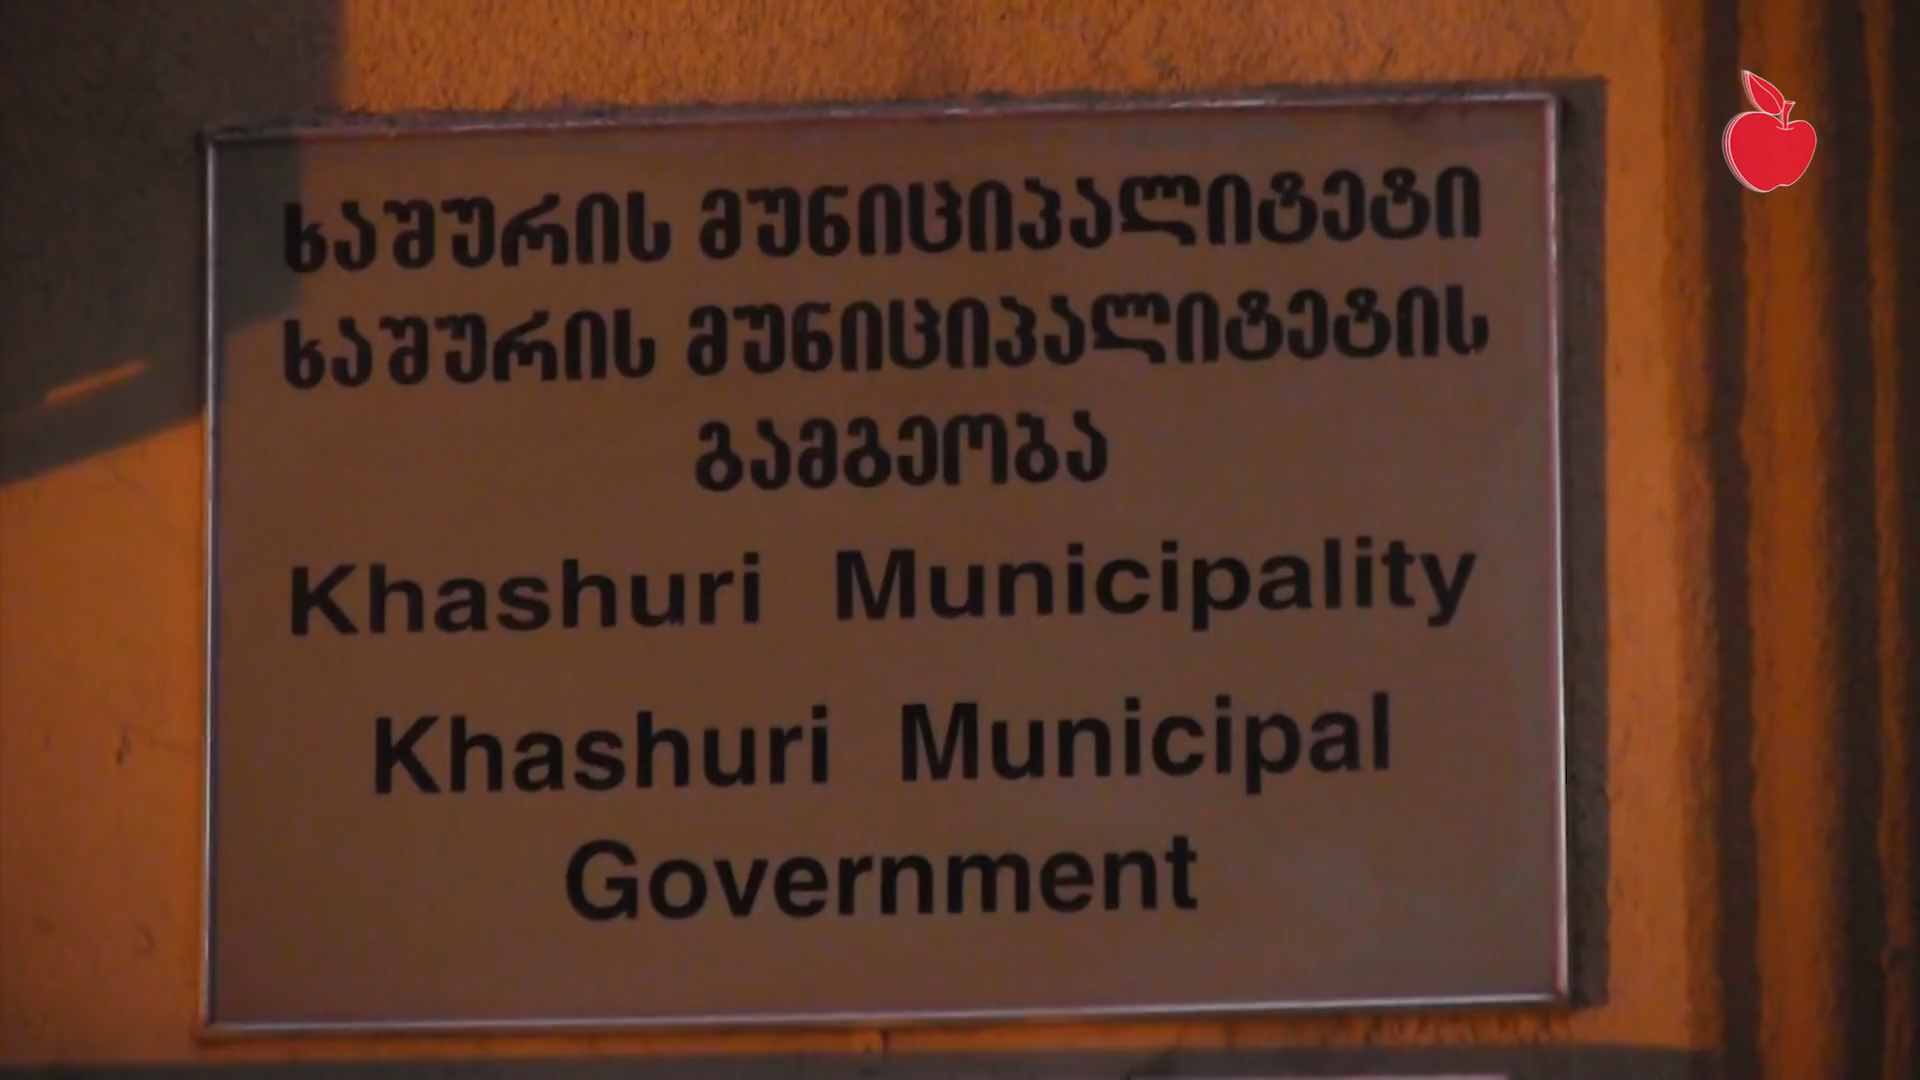 ხაშურის მუნიციპალიტეტი
ხაშურის მუნიციპალიტეტის
გამგეობა
Khashuri Municipality
Khashuri Municipal
Government